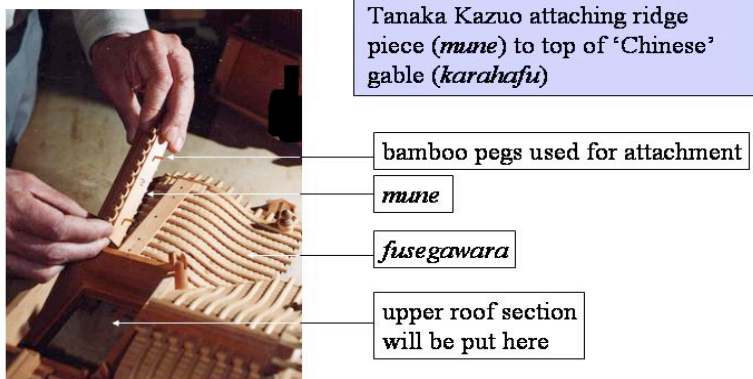 Tanaka Kazuo attaching ridge
piece (mune) to top of ‘Chinese’
gable (karahafu)
bamboo pegs used for attachment
mune
fusegawara
upper roof section
will be put here